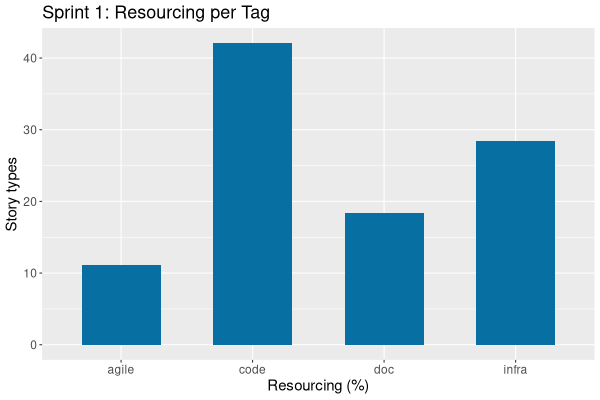 Sprint 1: Resourcing per Tag
Story types
40
30
20
10
0
agile code doc infra
Resourcing (%)